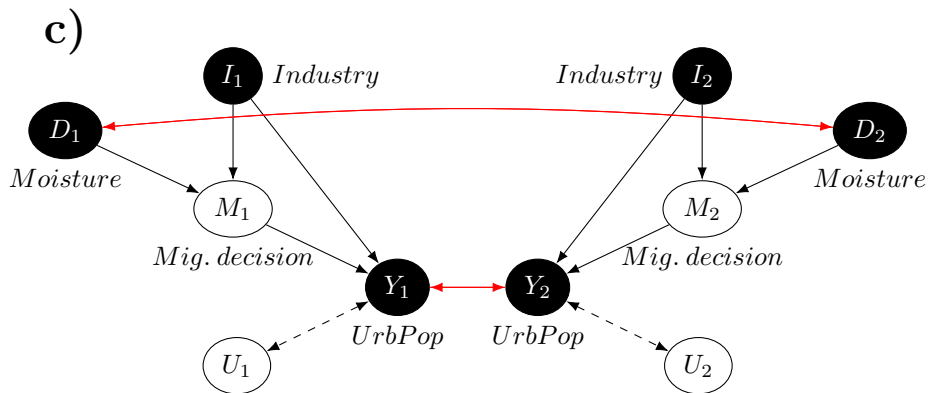 c)
I₁ Industry Industry I₂
D₁ D₂
Moisture Moisture
M₁ M₂
Mig. decision Mig. decision
Y₁ Y₂
UrbPop UrbPop
U₁ U₂